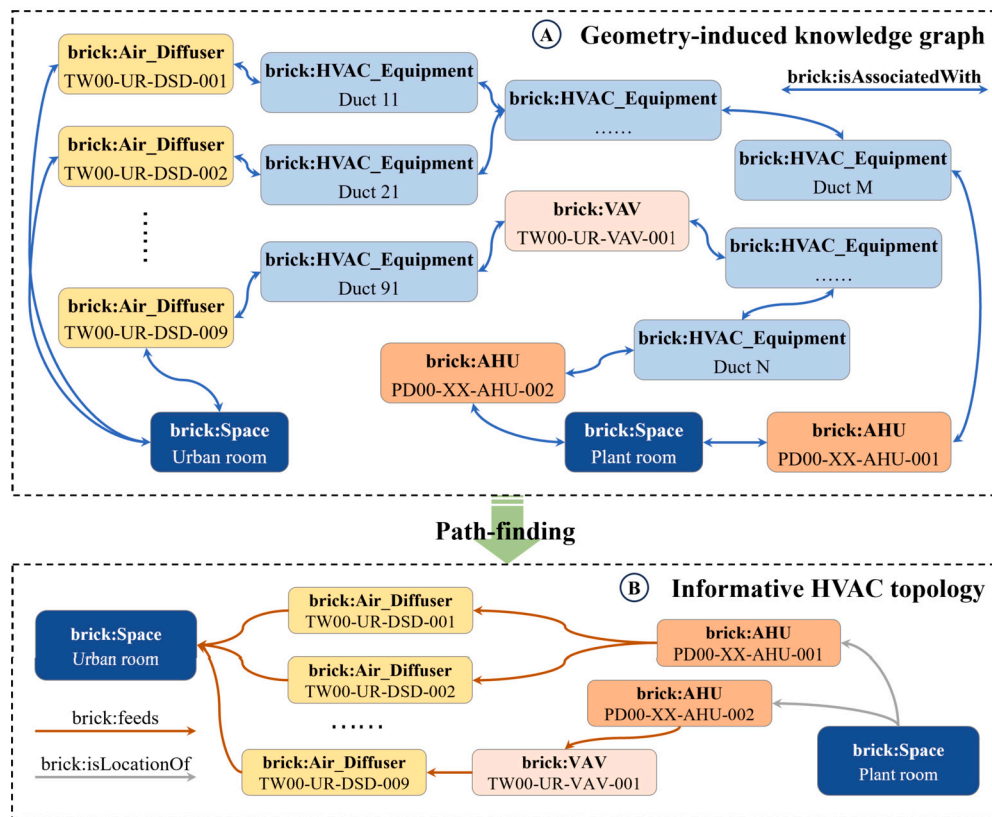 A Geometry-induced knowledge graph
brick:isAssociatedWith
brick:Air_Diffuser
TW00-UR-DSD-001
brick:HVAC_Equipment
Duct 11
brick:HVAC_Equipment
……
brick:Air_Diffuser
TW00-UR-DSD-002
brick:HVAC_Equipment
Duct 21
brick:HVAC_Equipment
Duct M
……
brick:VAV
TW00-UR-VAV-001
brick:HVAC_Equipment
Duct 91
brick:HVAC_Equipment
……
brick:Air_Diffuser
TW00-UR-DSD-009
brick:HVAC_Equipment
Duct N
brick:AHU
PD00-XX-AHU-002
brick:Space
Urban room
brick:Space
Plant room
brick:AHU
PD00-XX-AHU-001
Path-finding
B Informative HVAC topology
brick:Space
Urban room
brick:Air_Diffuser
TW00-UR-DSD-001
brick:AHU
PD00-XX-AHU-001
brick:Air_Diffuser
TW00-UR-DSD-002
brick:AHU
PD00-XX-AHU-002
brick:feeds
……
brick:isLocationOf
brick:Air_Diffuser
TW00-UR-DSD-009
brick:VAV
TW00-UR-VAV-001
brick:Space
Plant room